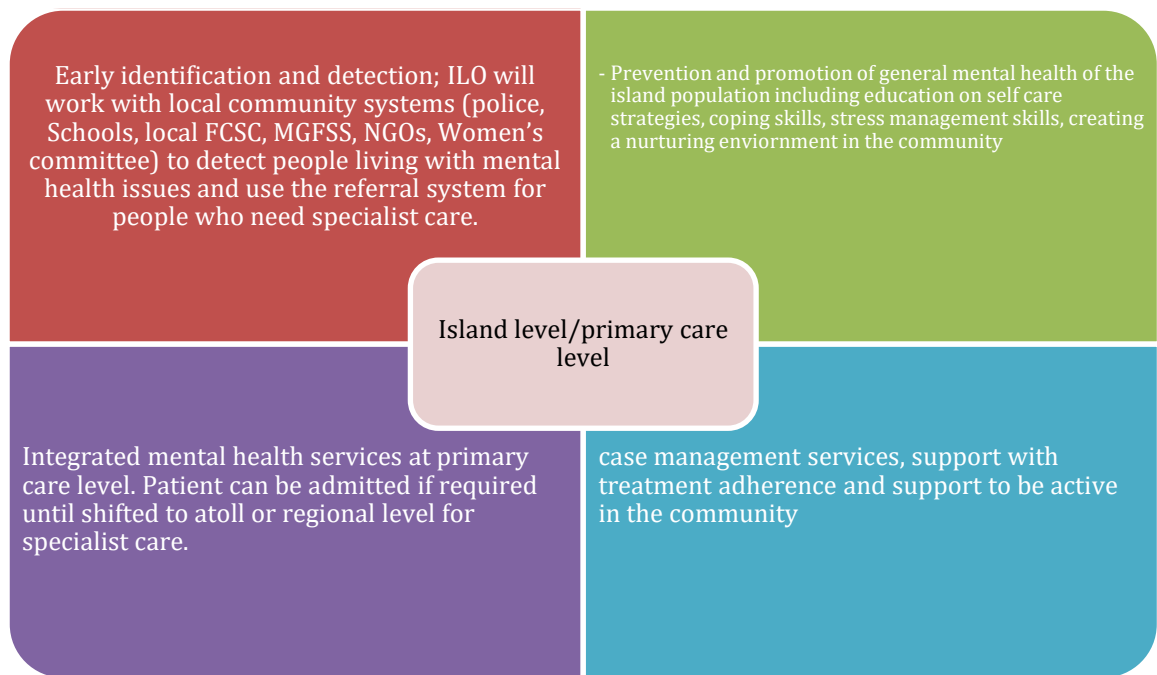 Early identification and detection; ILO will
work with local community systems (police,
Schools, local FCSC, MGFSS, NGOs, Women's
committee) to detect people living with mental
health issues and use the referral system for
people who need specialist care.
- Prevention and promotion of general mental health of the
island population including education on self care
strategies, coping skills, stress management skills, creating
a nurturing enviornment in the community
Island level/primary care
level
Integrated mental health services at primary
care level. Patient can be admitted if required
until shifted to atoll or regional level for
specialist care.
case management services, support with
treatment adherence and support to be active
in the community